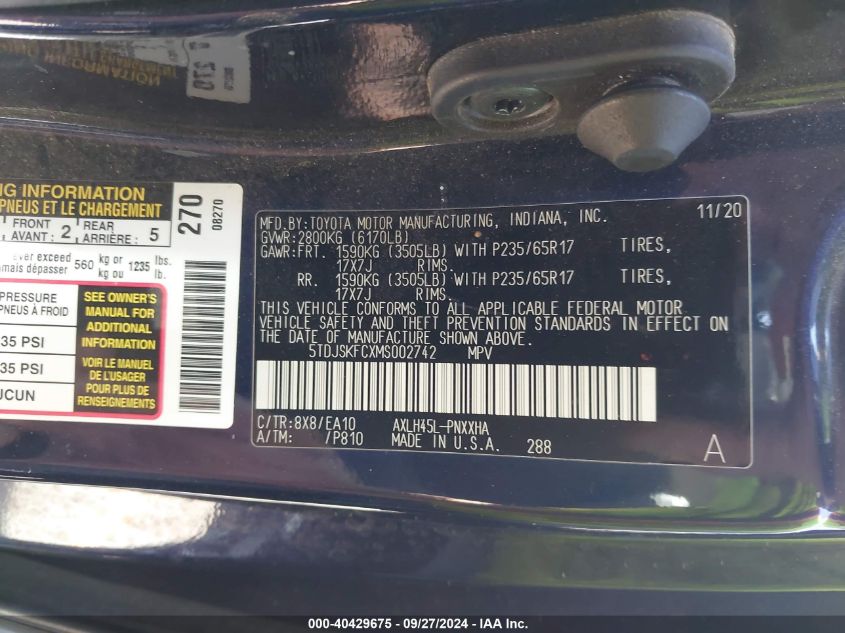 NG INFORMATION
PNEUS ET LE CHARGEMENT
FRONT
AVANT : 2
REAR
ARRIÈRE : 5
ever exceed
amais dépasser
560 kg or
kg ou
1235 lbs.
lb.
PRESSURE
PNEUS À FROID
35 PSI
35 PSI
UCUN
SEE OWNER'S
MANUAL FOR
ADDITIONAL
INFORMATION
VOIR LE MANUEL
DE L'USAGER
POUR PLUS DE
RENSEIGNEMENTS
270
08270
MFD.BY:TOYOTA MOTOR MANUFACTURING, INDIANA, INC. 11/20
GVWR:2800KG (6170LB)
GAWR:FRT. 1590KG (3505LB) WITH P235/65R17 TIRES,
17X7J RIMS,
RR. 1590KG (3505LB) WITH P235/65R17 TIRES,
17X7J RIMS.
THIS VEHICLE CONFORMS TO ALL APPLICABLE FEDERAL MOTOR
VEHICLE SAFETY AND THEFT PREVENTION STANDARDS IN EFFECT ON
THE DATE OF MANUFACTURE SHOWN ABOVE.
5TDJSKFCXMS002742 MPV
C/TR:8X8/EA10 AXLH45L-PNXXHA
A/TM: /P810 MADE IN U.S.A. 288
A
000-40429675 - 09/27/2024 - IMPACT AUTO AUCTIONS, INC.